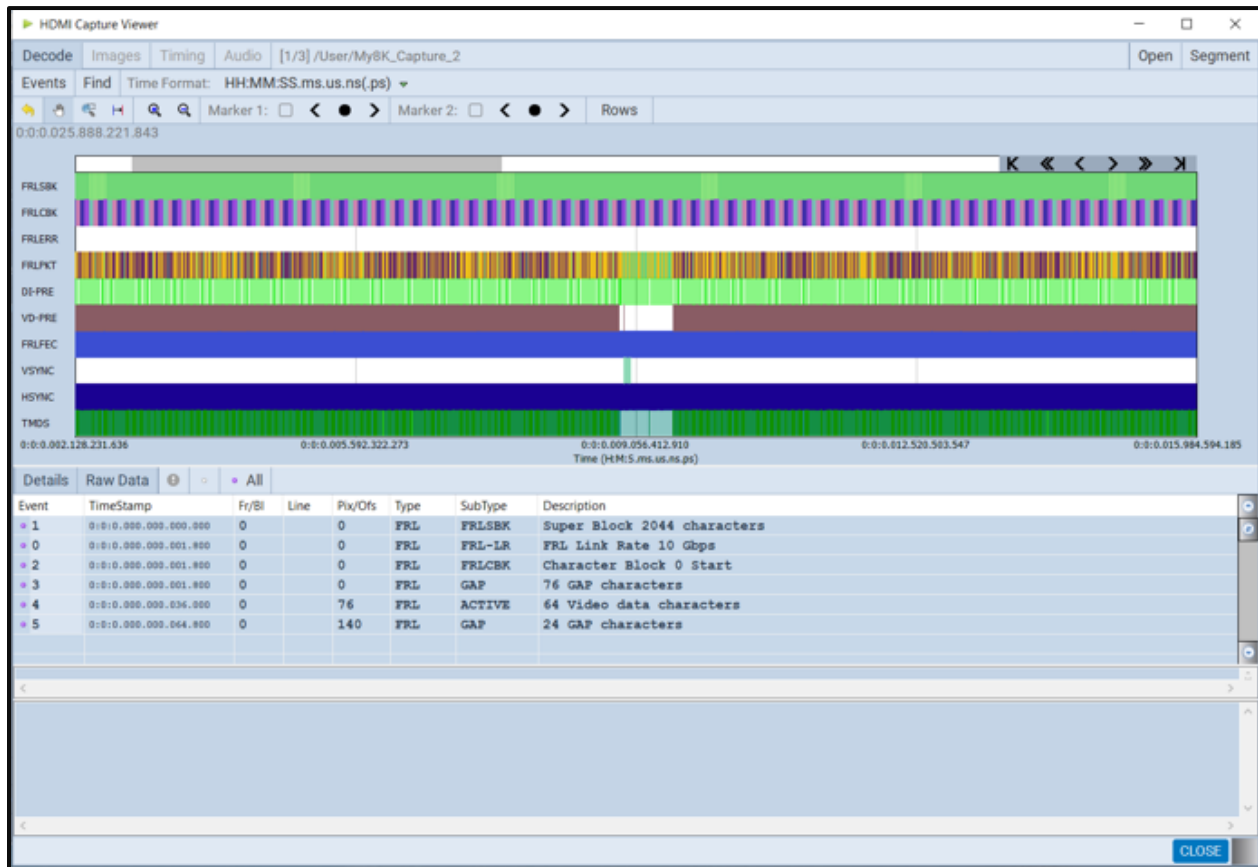 HDMI Capture Viewer
Decode Images Timing Audio [1/3] /User/My8K_Capture_2 Open Segment
Events Find Time Format: HH:MM:SS.ms.us.ns(.ps)
Marker 1: Marker 2: Rows
0:0:0.025.888.221.843
FRLSBK
FRLCBK
FRLERR
FRLPKT
DI-PRE
VD-PRE
FRLFEC
VSYNC
HSYNC
TMDS
0:0:0.002.128.231.636 0:0:0.005.592.322.273 0:0:0.009.056.412.910 0:0:0.012.520.503.547 0:0:0.015.984.594.185
Time (H:M:S.ms.us.ns.ps)
Details Raw Data All
Event TimeStamp Fr/Bl Line Pix/Ofs Type SubType Description
1 0:0:0.000.000.000.000 0 0 FRL FRLSBK Super Block 2044 characters
0 0:0:0.000.000.001.800 0 0 FRL FRL-LR FRL Link Rate 10 Gbps
2 0:0:0.000.000.001.800 0 0 FRL FRLCBK Character Block 0 Start
3 0:0:0.000.000.001.800 0 0 FRL GAP 76 GAP characters
4 0:0:0.000.000.036.000 0 76 FRL ACTIVE 64 Video data characters
5 0:0:0.000.000.064.800 0 140 FRL GAP 24 GAP characters
CLOSE